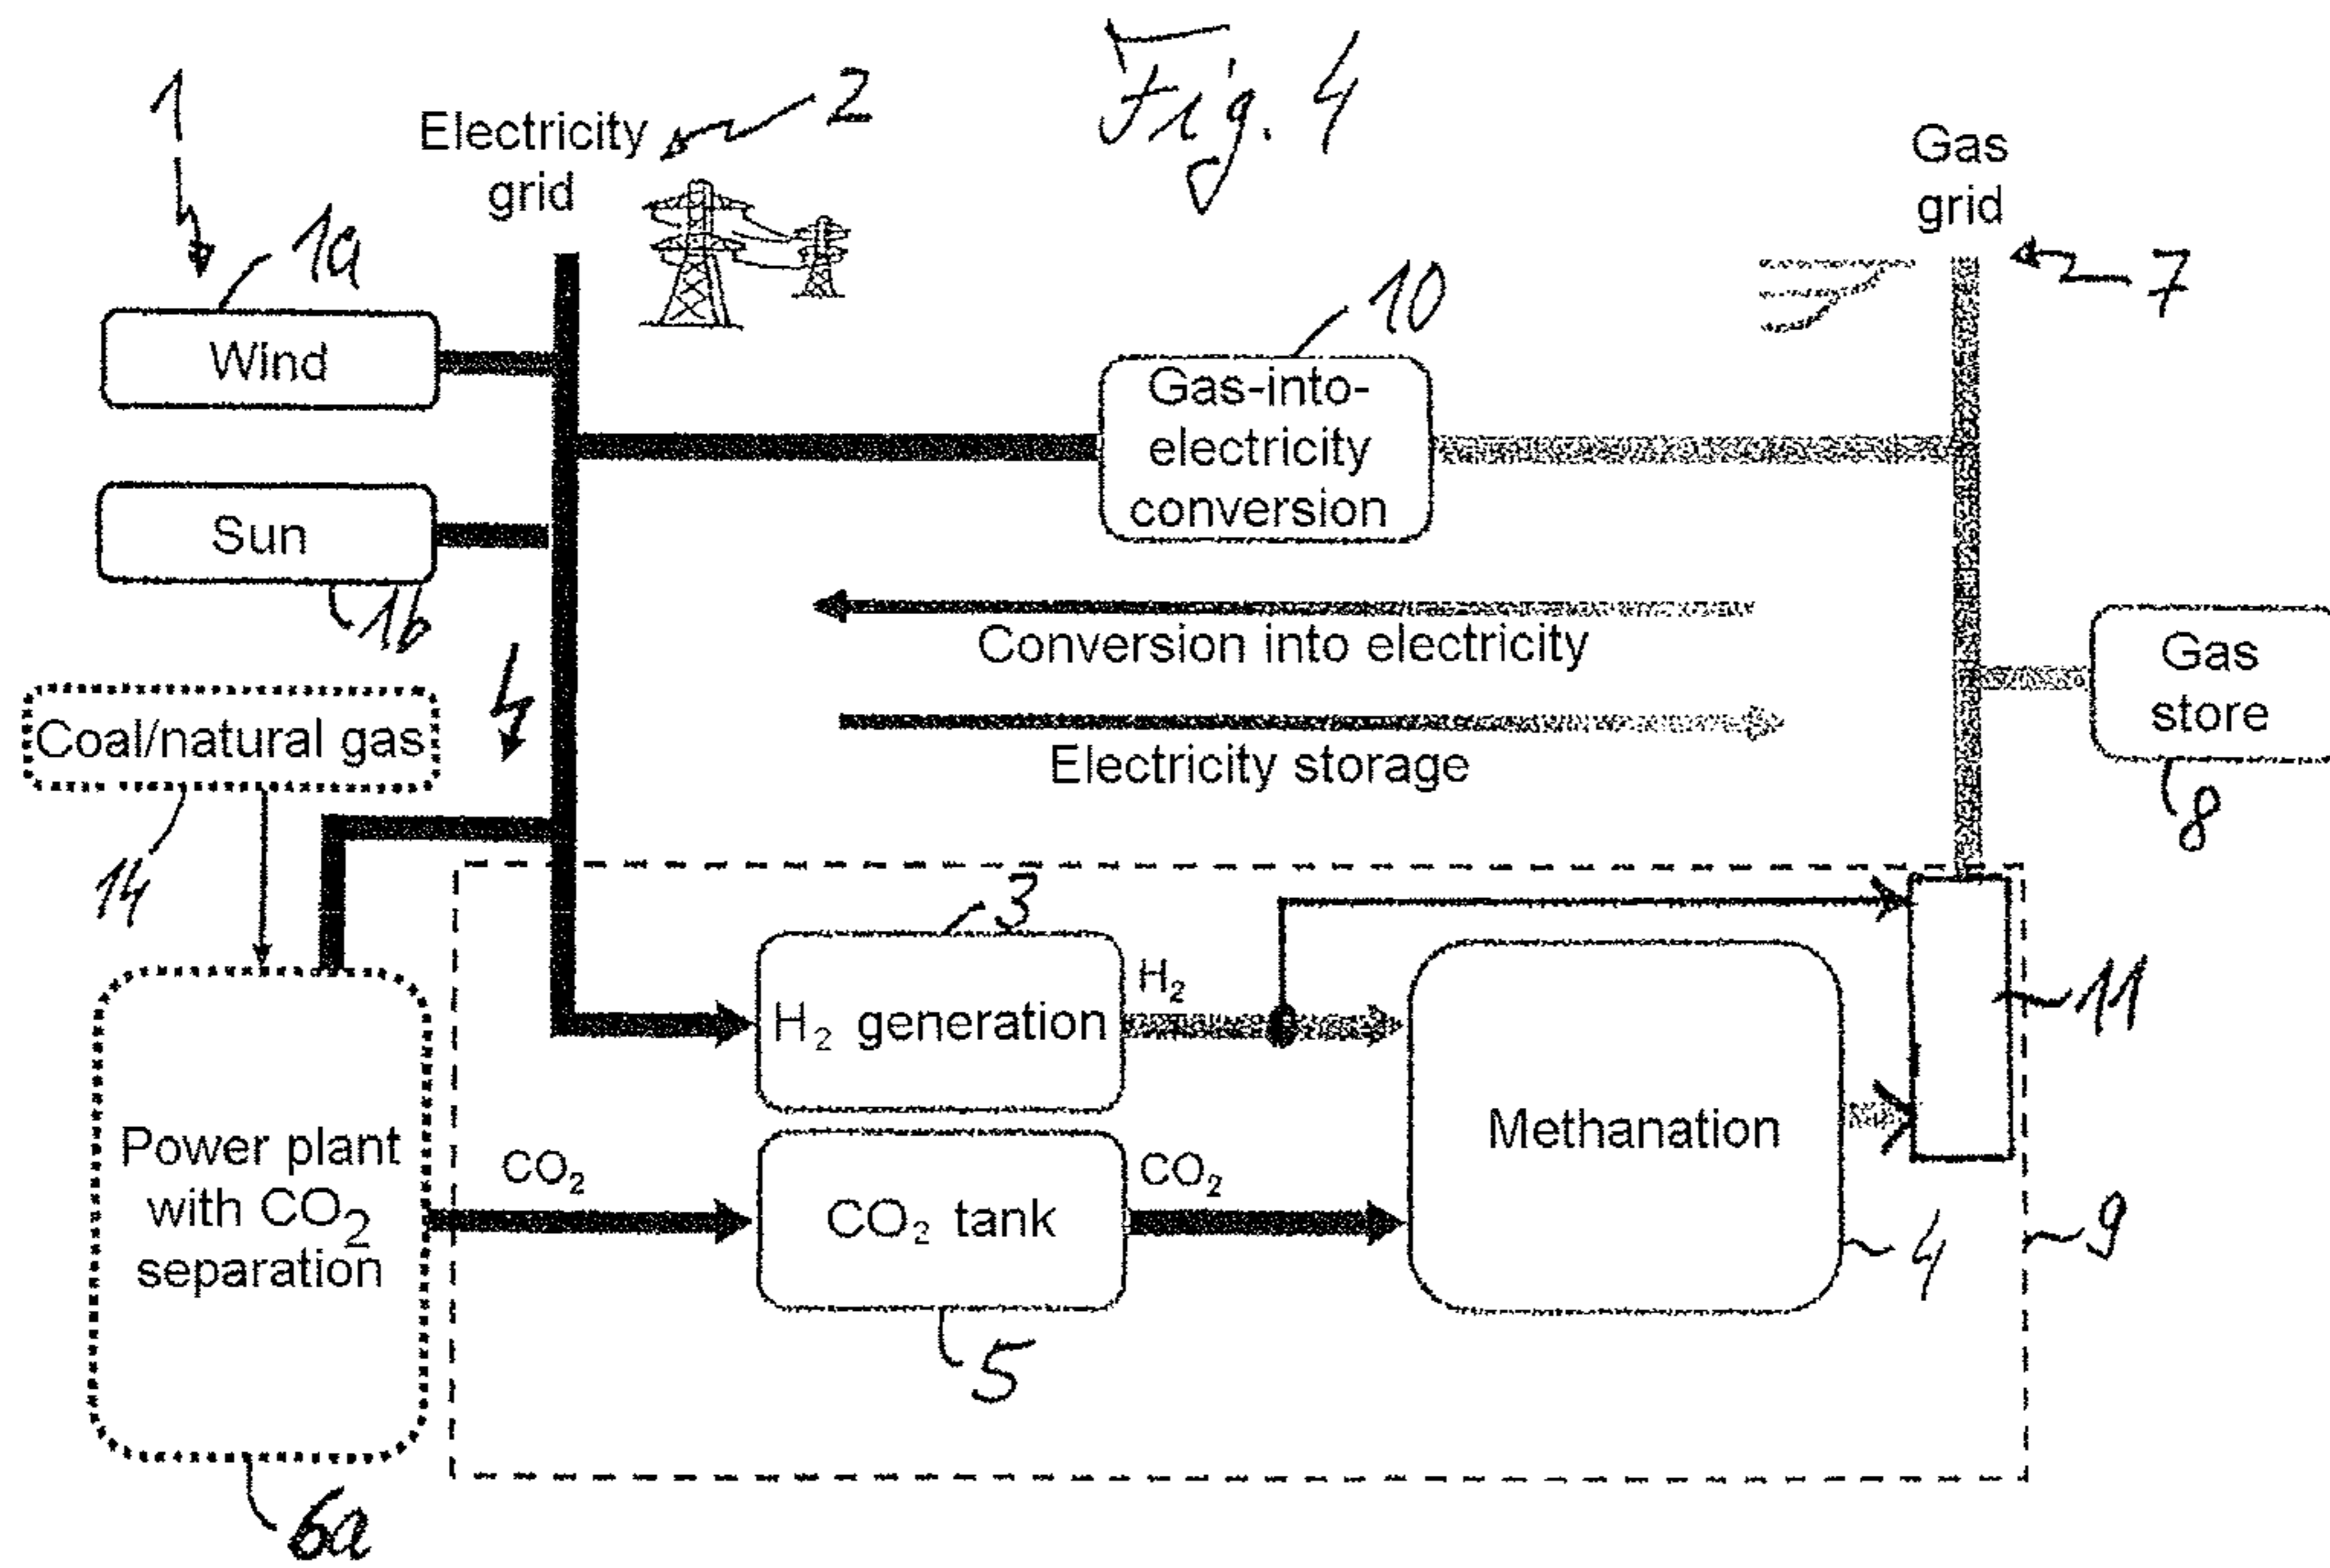 Fig. 4
1
Electricity
grid
2
Gas
grid
7
1a
Wind
10
Gas-into-
electricity
conversion
Sun
1b
Conversion into electricity
Electricity storage
Gas
store
8
Coal/natural gas
14
3
H₂ generation
H₂
11
Methanation
Power plant
with CO₂
separation
CO₂
CO₂ tank
CO₂
4
9
5
6a